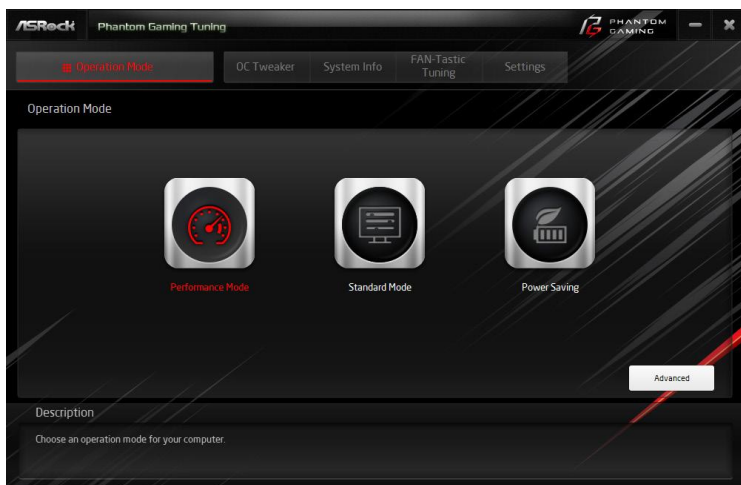 ASRock
Phantom Gaming Tuning
PHANTOM
GAMING
Operation Mode
OC Tweaker
System Info
FAN-Tastic
Tuning
Settings
Operation Mode
Performance Mode
Standard Mode
Power Saving
Advanced
Description
Choose an operation mode for your computer.